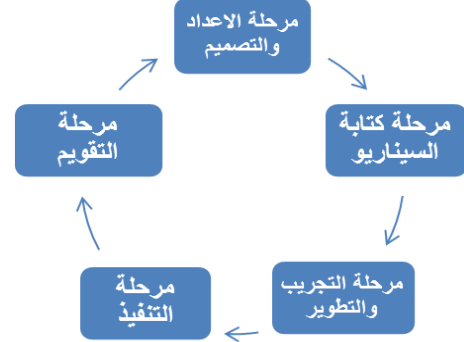 مرحلة الاعداد
والتصميم
مرحلة كتابة
السيناريو
مرحلة التجريب
والتطوير
مرحلة
التنفيذ
مرحلة
التقويم